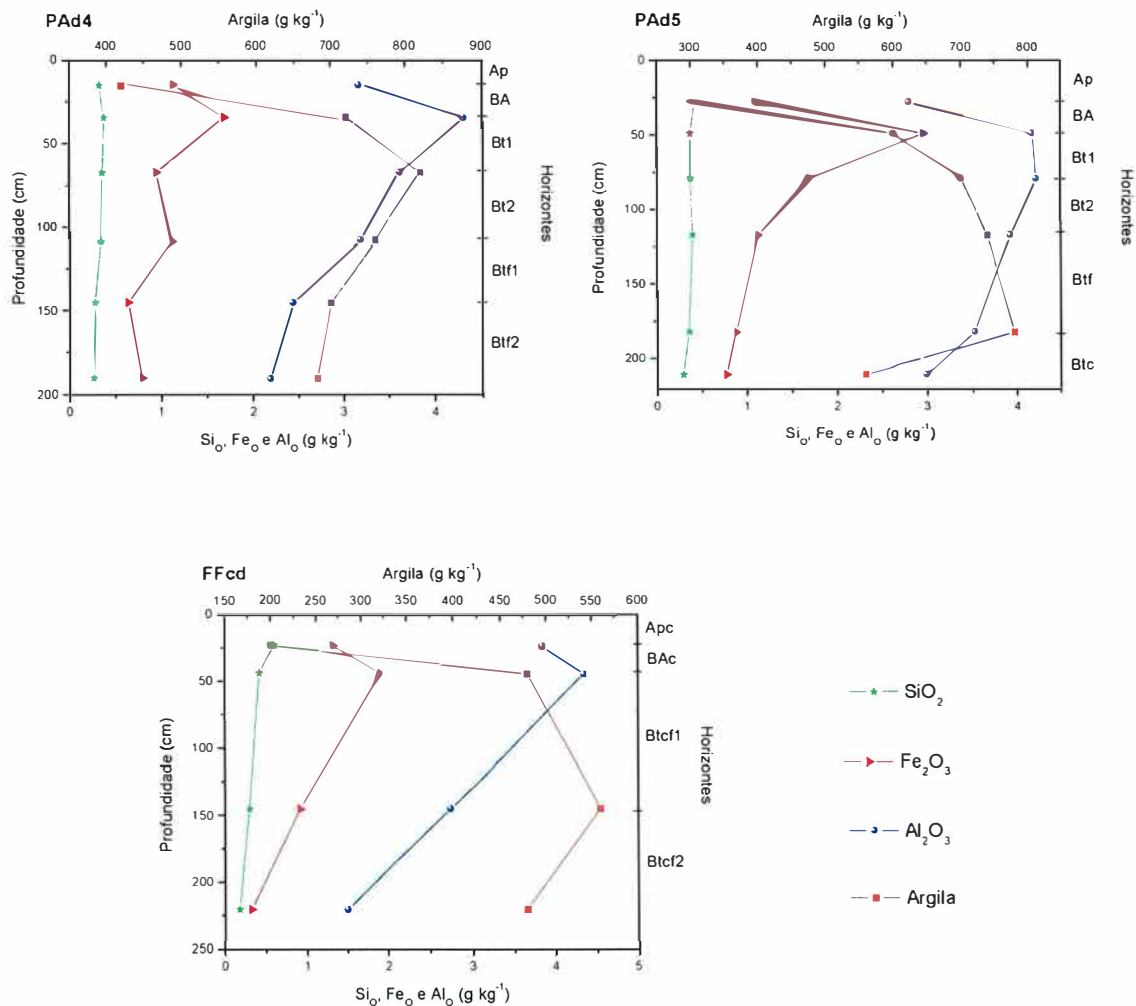 PAd4
Argila (g kg⁻¹)
400 500 600 700 800 900
0
50
100
150
200
Profundidade (cm)
Ap
BA
Bt1
Bt2
Btf1
Btf2
Horizontes
0 1 2 3 4
Siₒ, Feₒ e Alₒ (g kg⁻¹)
PAd5
Argila (g kg⁻¹)
300 400 500 600 700 800
0
50
100
150
200
Profundidade (cm)
Ap
BA
Bt1
Bt2
Btf
Btc
Horizontes
0 1 2 3 4
Siₒ, Feₒ e Alₒ (g kg⁻¹)
FFcd
Argila (g kg⁻¹)
150 200 250 300 350 400 450 500 550 600
0
50
100
150
200
250
Profundidade (cm)
Apc
BAc
Btcf1
Btcf2
Horizontes
0 1 2 3 4 5
Siₒ, Feₒ e Alₒ (g kg⁻¹)
SiO₂
Fe₂O₃
Al₂O₃
Argila